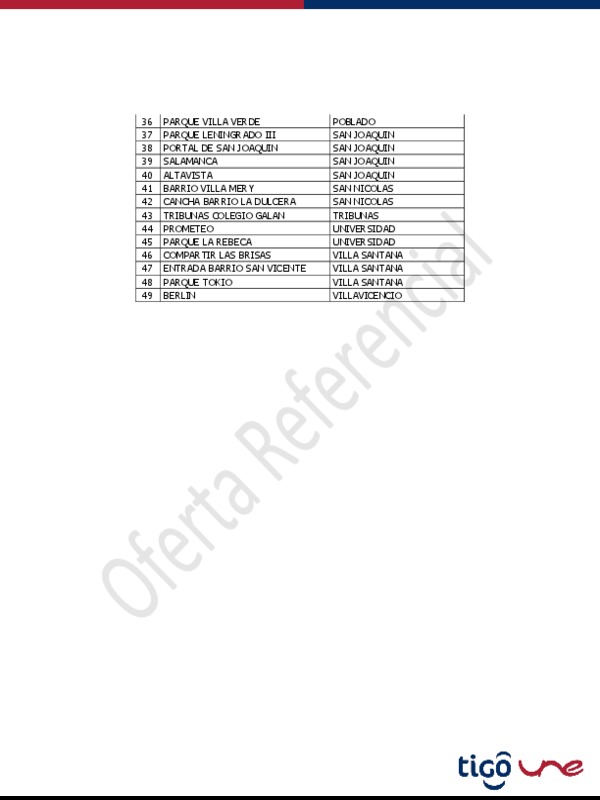 36 PARQUE VILLA VERDE POBLADO
37 PARQUE LENINGRADO III SAN JOAQUIN
38 PORTAL DE SAN JOAQUIN SAN JOAQUIN
39 SALAMANCA SAN JOAQUIN
40 ALTAVISTA SAN JOAQUIN
41 BARRIO VILLA MERY SAN NICOLAS
42 CANCHA BARRIO LA DULCERA SAN NICOLAS
43 TRIBUNAS COLEGIO GALAN TRIBUNAS
44 PROMETEO UNIVERSIDAD
45 PARQUE LA REBECA UNIVERSIDAD
46 COMPARTIR LAS BRISAS VILLA SANTANA
47 ENTRADA BARRIO SAN VICENTE VILLA SANTANA
48 PARQUE TOKIO VILLA SANTANA
49 BERLIN VILLAVICENCIO
Oferta Referencial
tigo une